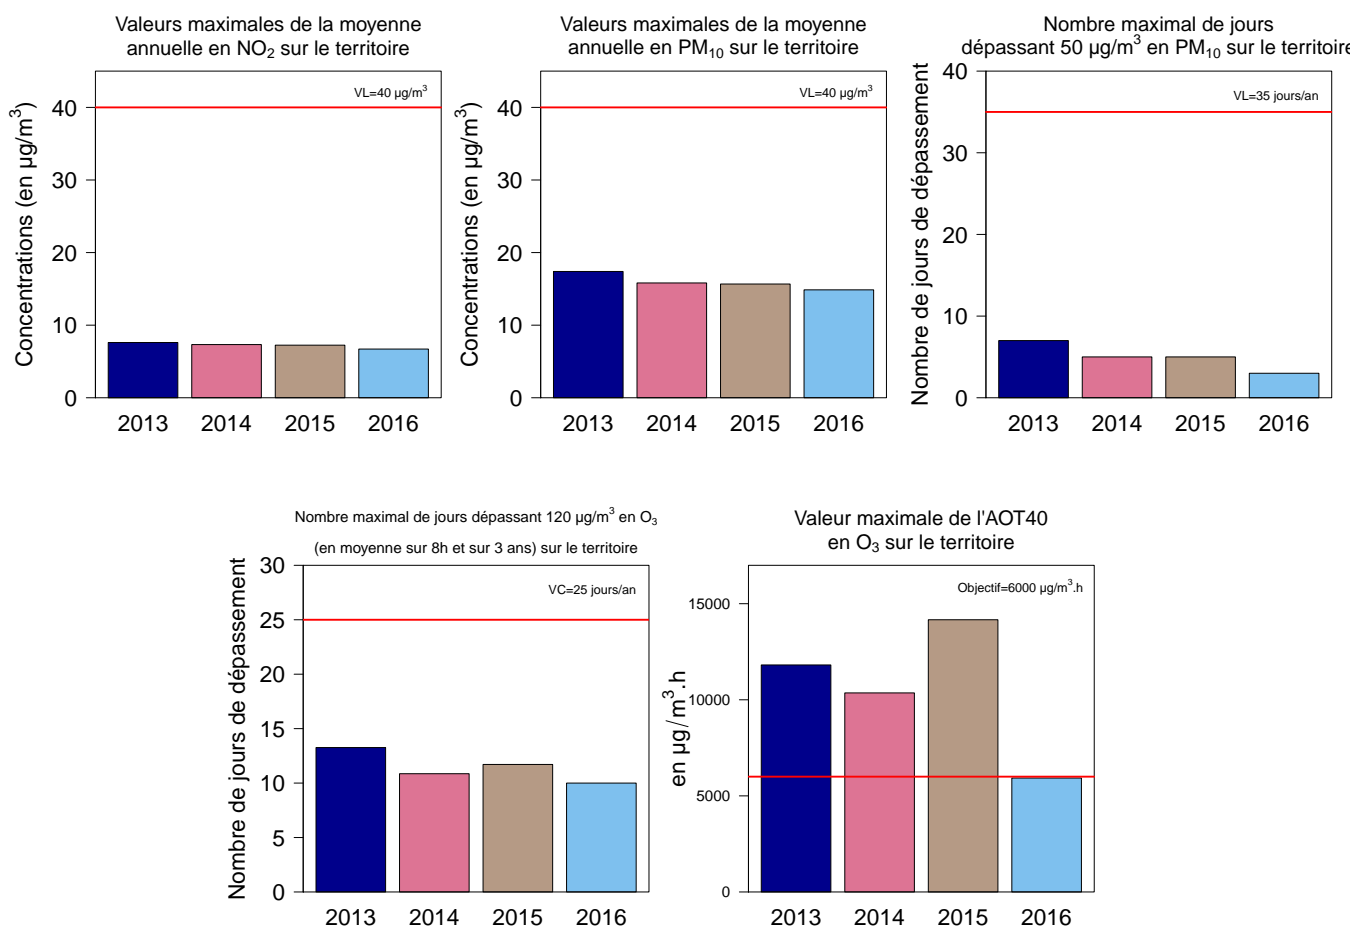 Valeurs maximales de la moyenne
annuelle en NO₂ sur le territoire
Concentrations (en µg/m³)
VL=40 µg/m³
40
30
20
10
0
2013 2014 2015 2016
Valeurs maximales de la moyenne
annuelle en PM₁₀ sur le territoire
Concentrations (en µg/m³)
VL=40 µg/m³
40
30
20
10
0
2013 2014 2015 2016
Nombre maximal de jours
dépassant 50 µg/m³ en PM₁₀ sur le territoire
Nombre de jours de dépassement
VL=35 jours/an
40
30
20
10
0
2013 2014 2015 2016
Nombre maximal de jours dépassant 120 µg/m³ en O₃
(en moyenne sur 8h et sur 3 ans) sur le territoire
Nombre de jours de dépassement
VC=25 jours/an
30
25
20
15
10
5
0
2013 2014 2015 2016
Valeur maximale de l'AOT40
en O₃ sur le territoire
en µg/m³.h
Objectif=6000 µg/m³.h
15000
10000
5000
0
2013 2014 2015 2016